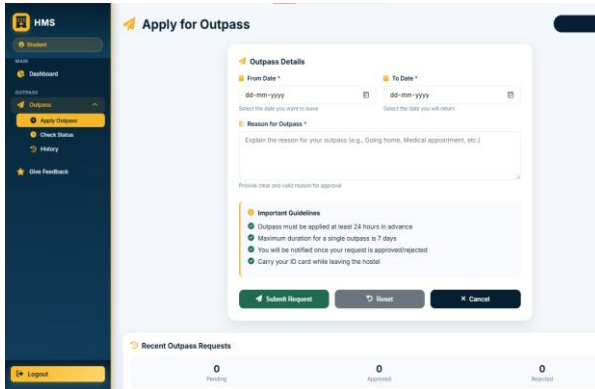 HMS
Student
MAIN
Dashboard
OUTPASS
Outpass
Apply Outpass
Check Status
History
Give Feedback
Logout
Apply for Outpass
Outpass Details
From Date * To Date *
dd-mm-yyyy dd-mm-yyyy
Select the date you want to leave Select the date you will return
Reason for Outpass *
Explain the reason for your outpass (e.g., Going home, Medical appointment, etc.)
Provide clear and valid reason for approval
Important Guidelines
Outpass must be applied at least 24 hours in advance
Maximum duration for a single outpass is 7 days
You will be notified once your request is approved/rejected
Carry your ID card while leaving the hostel
Submit Request Reset × Cancel
Recent Outpass Requests
0 0 0
Pending Approved Rejected